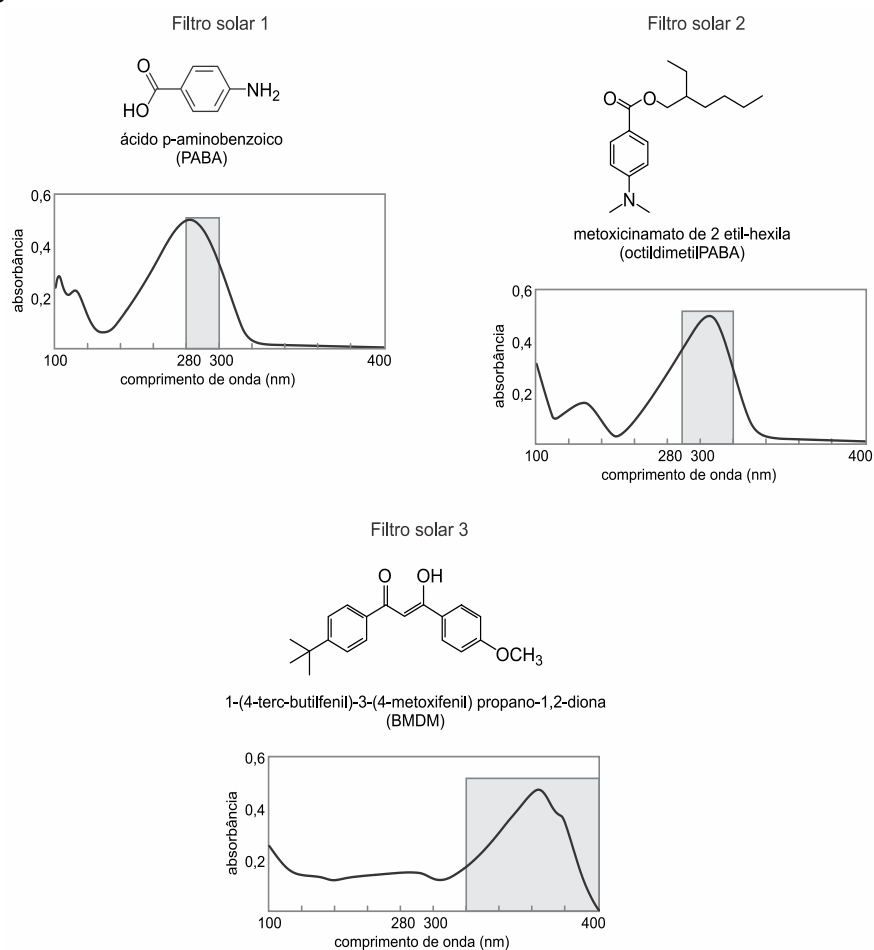 Filtro solar 1
O
HO
NH2
ácido p-aminobenzoico
(PABA)
absorbância
0,6
0,4
0,2
100 280 300 400
comprimento de onda (nm)
Filtro solar 2
O
O
N
metoxicinamato de 2 etil-hexila
(octildimetilPABA)
absorbância
0,6
0,4
0,2
100 280 300 400
comprimento de onda (nm)
Filtro solar 3
O OH
OCH3
1-(4-terc-butilfenil)-3-(4-metoxifenil) propano-1,2-diona
(BMDM)
absorbância
0,6
0,4
0,2
100 280 300 400
comprimento de onda (nm)